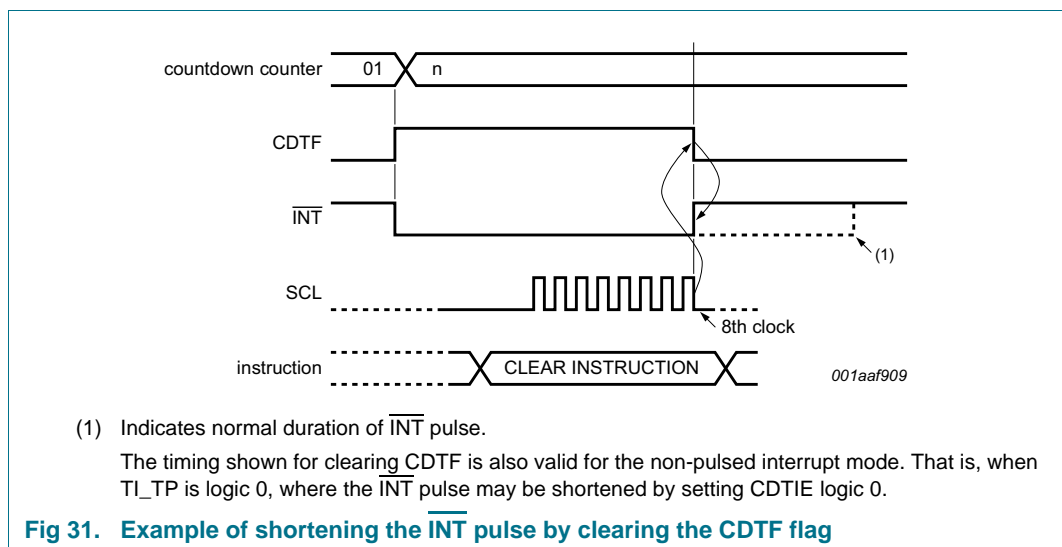 countdown counter 01 n
CDTF
INT
(1)
SCL
8th clock
instruction CLEAR INSTRUCTION
001aaf909
(1) Indicates normal duration of INT pulse.
The timing shown for clearing CDTF is also valid for the non-pulsed interrupt mode. That is, when
TI_TP is logic 0, where the INT pulse may be shortened by setting CDTIE logic 0.
Fig 31. Example of shortening the INT pulse by clearing the CDTF flag